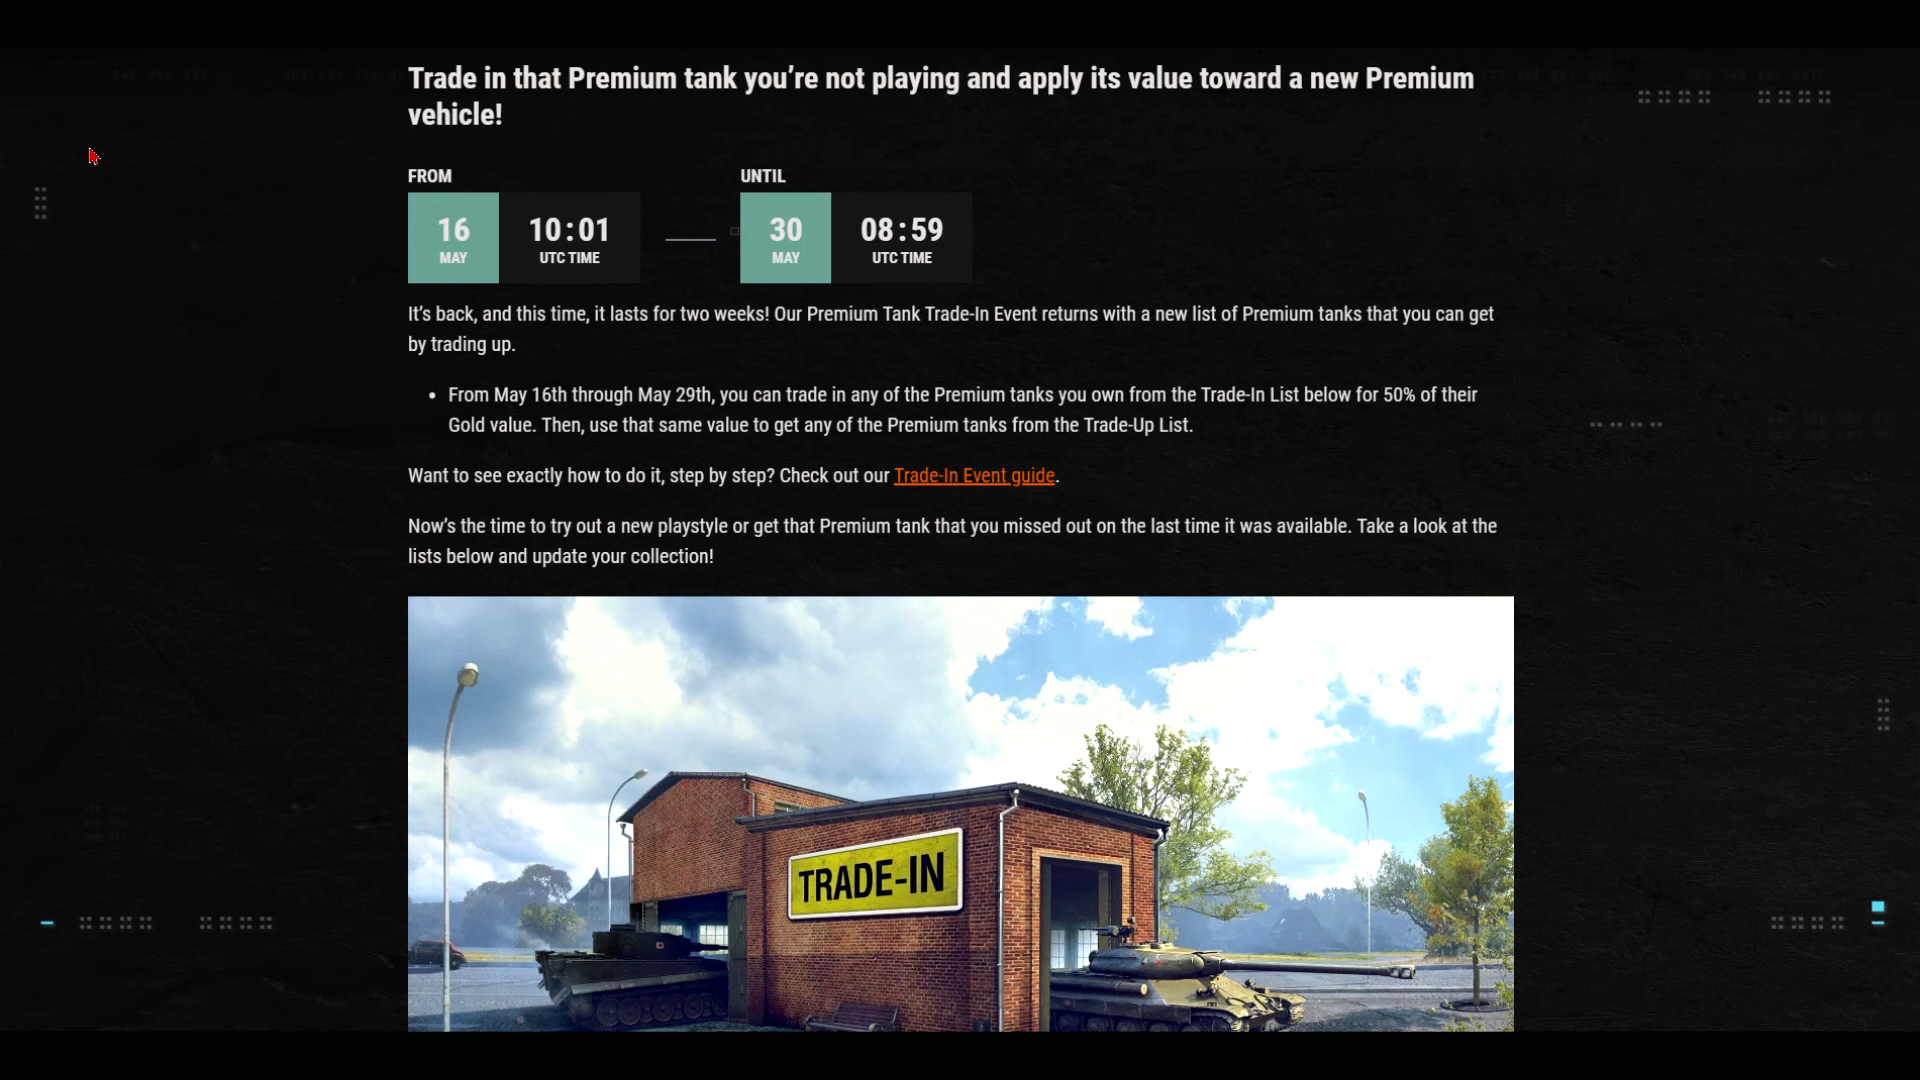 Trade in that Premium tank you’re not playing and apply its value toward a new Premium
vehicle!
FROM
UNTIL
16
MAY
10:01
UTC TIME
30
MAY
08:59
UTC TIME
It’s back, and this time, it lasts for two weeks! Our Premium Tank Trade-In Event returns with a new list of Premium tanks that you can get
by trading up.
• From May 16th through May 29th, you can trade in any of the Premium tanks you own from the Trade-In List below for 50% of their
Gold value. Then, use that same value to get any of the Premium tanks from the Trade-Up List.
Want to see exactly how to do it, step by step? Check out our Trade-In Event guide.
Now’s the time to try out a new playstyle or get that Premium tank that you missed out on the last time it was available. Take a look at the
lists below and update your collection!
TRADE-IN